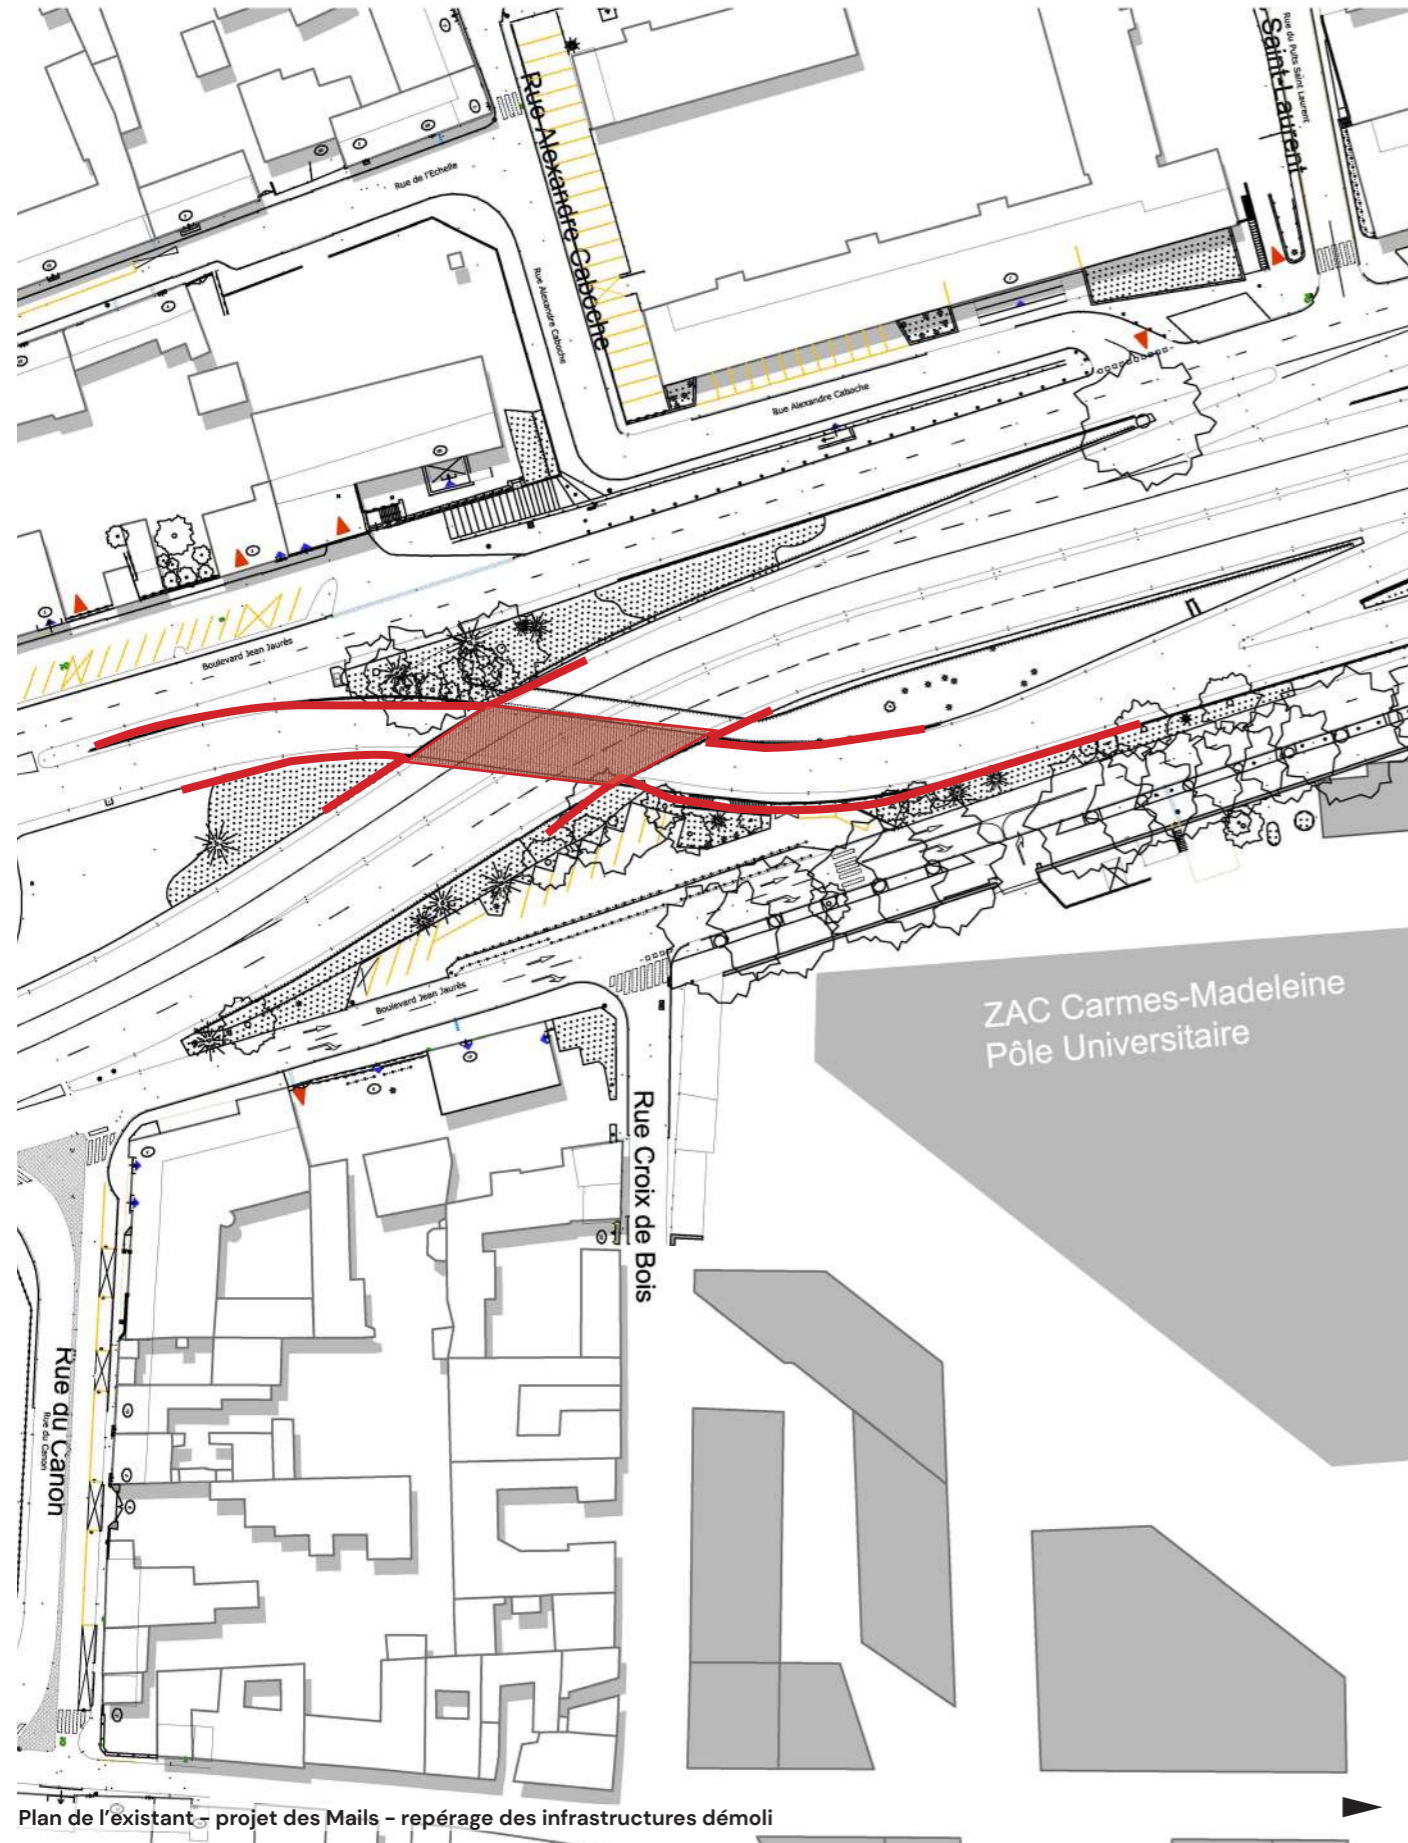 Rue du Puits Saint Laurent
Saint-Laurent
Rue Alexandre Caboche
Rue de l'Echelle
Rue Alexandre Caboche
Rue Alexandre Caboche
Boulevard Jean Jaurès
Boulevard Jean Jaurès
ZAC Carmes-Madeleine
Pôle Universitaire
Rue Croix de Bois
Rue du Canon
Rue du Canon
Plan de l'existant – projet des Mails – repérage des infrastructures démoli